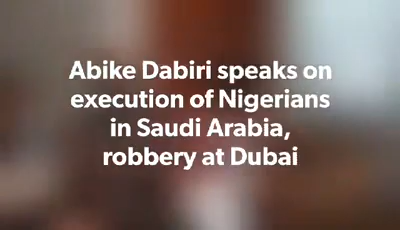 Abike Dabiri speaks on
execution of Nigerians
in Saudi Arabia,
robbery at Dubai